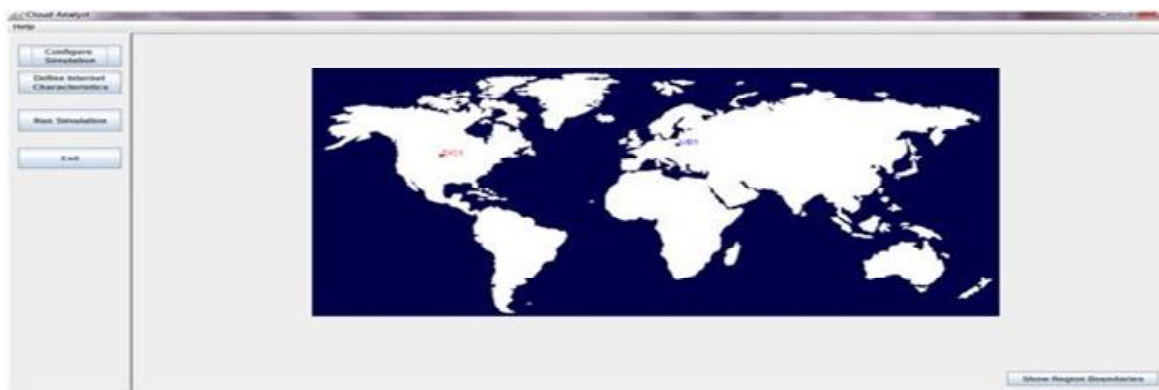 Cloud Analyst
Help
Configure
Simulation
Define Internet
Characteristics
Run Simulation
Exit
DC1
UB1
Show Region Boundaries